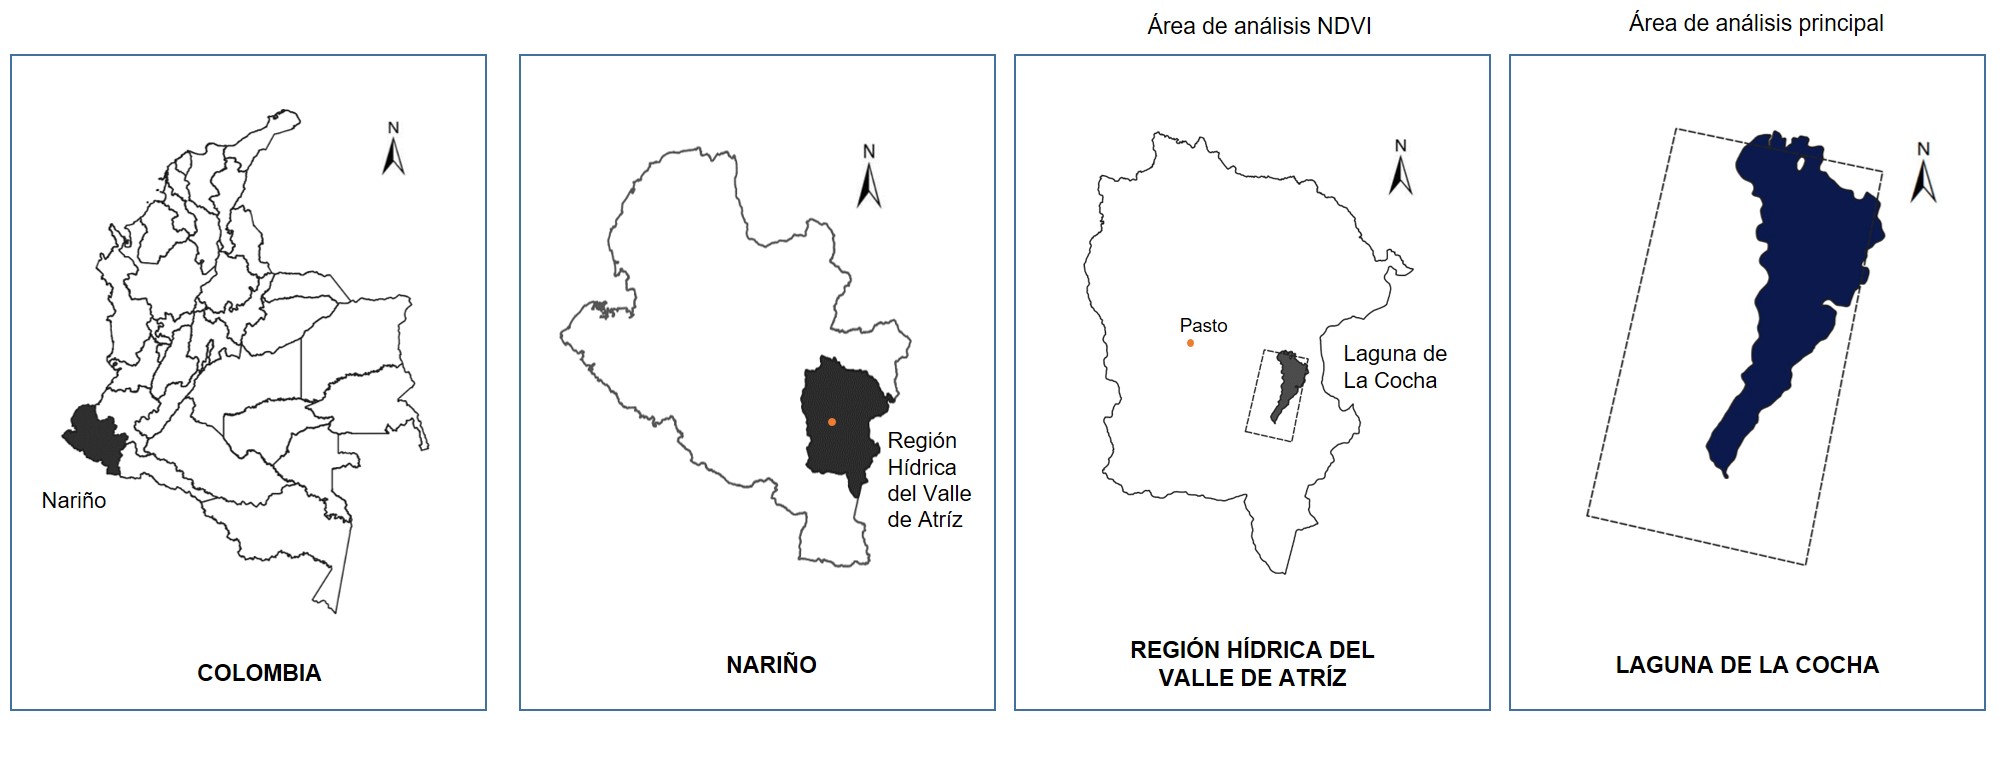 Área de análisis NDVI
Área de análisis principal
N
Nariño
COLOMBIA
N
Región
Hídrica
del Valle
de Atríz
NARIÑO
N
Pasto
Laguna de
La Cocha
REGIÓN HÍDRICA DEL
VALLE DE ATRÍZ
N
LAGUNA DE LA COCHA